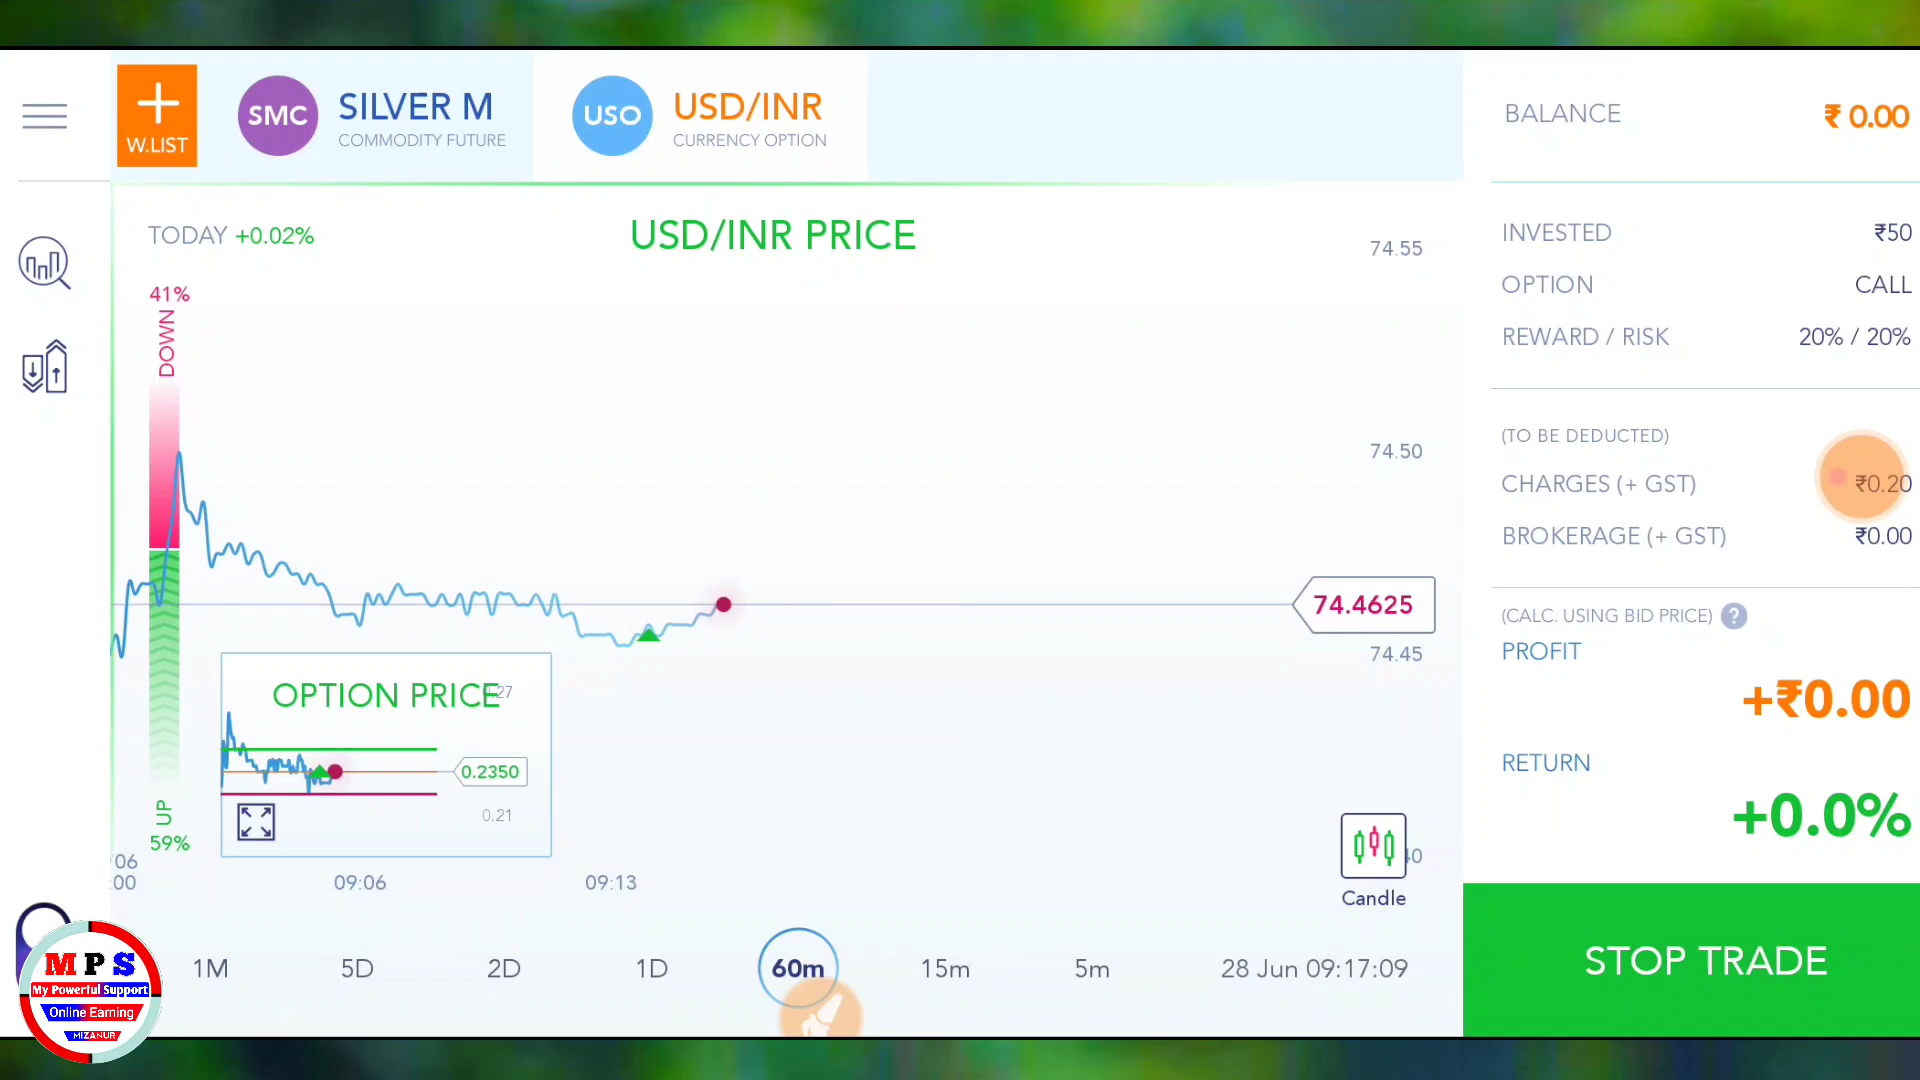 W.LIST
SMC
SILVER M
COMMODITY FUTURE
USO
USD/INR
CURRENCY OPTION
BALANCE
₹ 0.00
TODAY +0.02%
USD/INR PRICE
74.55
INVESTED
₹50
41%
DOWN
OPTION
CALL
REWARD / RISK
20% / 20%
74.50
(TO BE DEDUCTED)
CHARGES (+ GST)
₹0.20
BROKERAGE (+ GST)
₹0.00
74.4625
74.45
(CALC. USING BID PRICE) ?
PROFIT
+₹0.00
OPTION PRICE
0.2350
0.21
RETURN
+0.0%
UP
59%
09:06
09:13
Candle
1M
5D
2D
1D
60m
15m
5m
28 Jun 09:17:09
STOP TRADE
M P S
My Powerful Support
Online Earning
MIZANUR